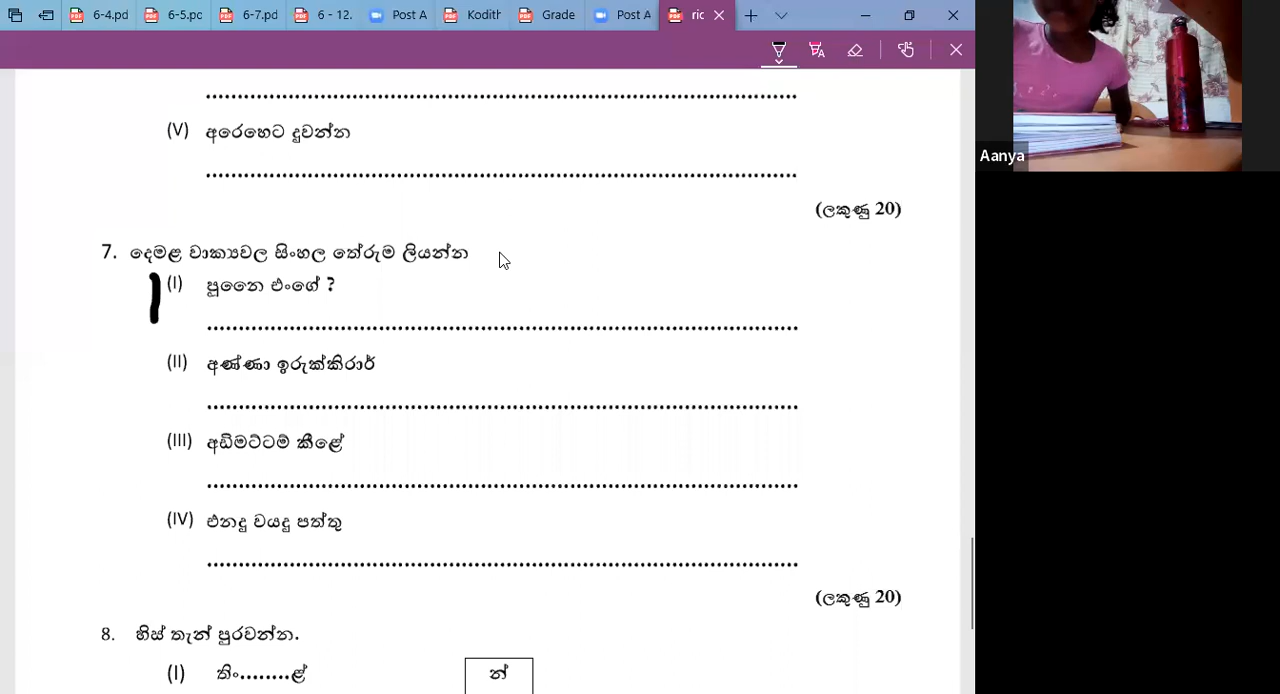 6-4.pd 6-5.pc 6-7.pd 6 - 12. Post A Kodith Grade Post A ric
(V) අරෙහෙට දුවන්න
(ලකුණු 20)
Aanya
7. දෙමළ වාක්‍යවල සිංහල තේරුම ලියන්න
(I) පූනෛ එංගේ ?
(II) අණ්ණා ඉරුක්කිරාර්
(III) අඩිමට්ටම් කීළේ
(IV) එනදු වයදු පත්තු
(ලකුණු 20)
8. හිස් තැන් පුරවන්න.
(I) තිං........ළ් න්